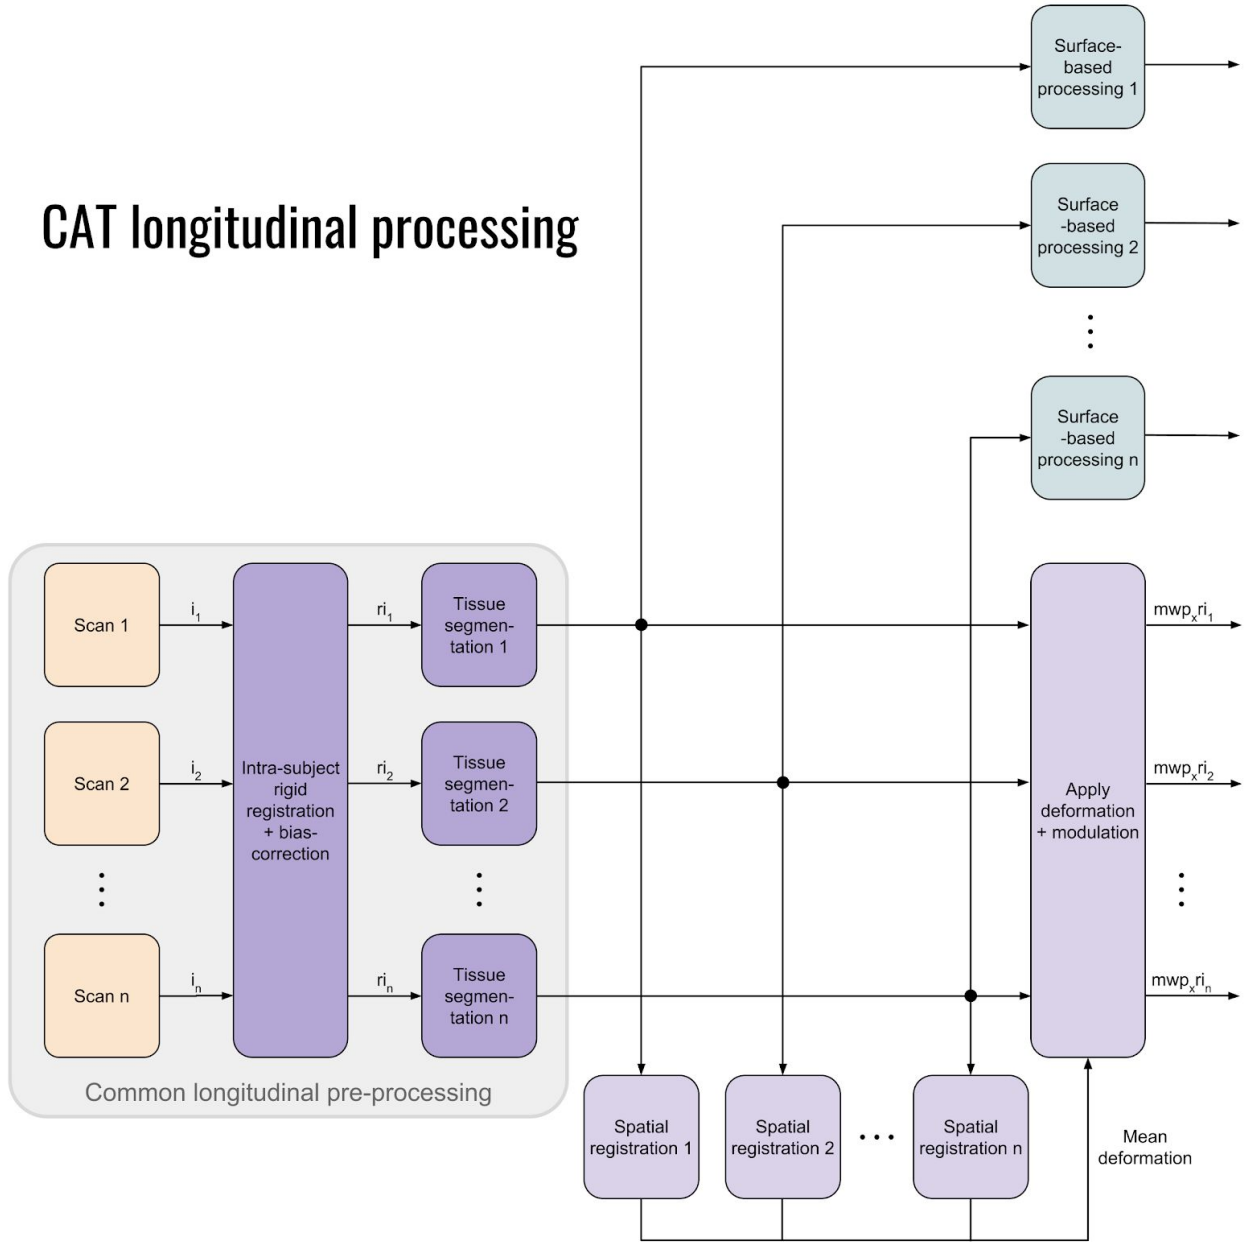 Surface-
based
processing 1
CAT longitudinal processing
Surface
-based
processing 2
Surface
-based
processing n
Scan 1
i1
ri1
Tissue
segmen-
tation 1
mwpxri1
Scan 2
i2
Intra-subject
rigid
registration
+ bias-
correction
ri2
Tissue
segmen-
tation 2
Apply
deformation
+ modulation
mwpxri2
Scan n
in
rin
Tissue
segmen-
tation n
mwpxrin
Common longitudinal pre-processing
Spatial
registration 1
Spatial
registration 2
Spatial
registration n
Mean
deformation